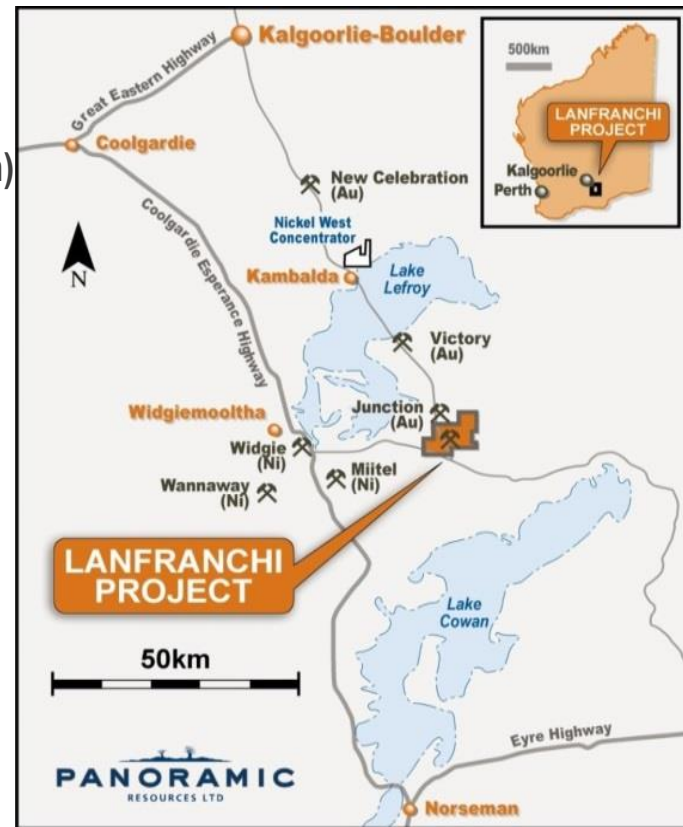 Kalgoorlie-Boulder
500km
Great Eastern Highway
LANFRANCHI
PROJECT
Coolgardie
Kalgoorlie
Perth
New Celebration
(Au)
Nickel West
Concentrator
N
Kambalda
Lake
Lefroy
Coolgardie Esperance Highway
Victory
(Au)
Junction
(Au)
Widgiemooltha
Widgie
(Ni)
Miitel
(Ni)
Wannaway
(Ni)
LANFRANCHI
PROJECT
Lake
Cowan
50km
Eyre Highway
PANORAMIC
RESOURCES LTD
Norseman